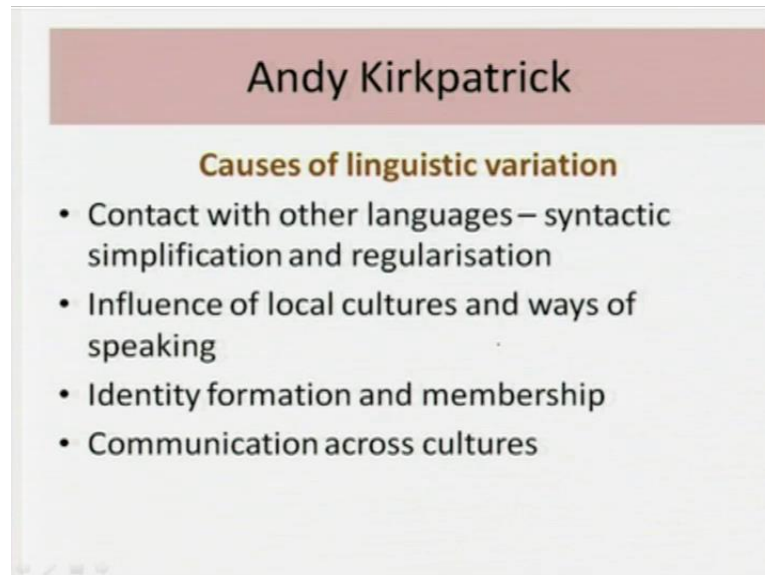 Andy Kirkpatrick
Causes of linguistic variation
• Contact with other languages – syntactic
simplification and regularisation
• Influence of local cultures and ways of
speaking
• Identity formation and membership
• Communication across cultures